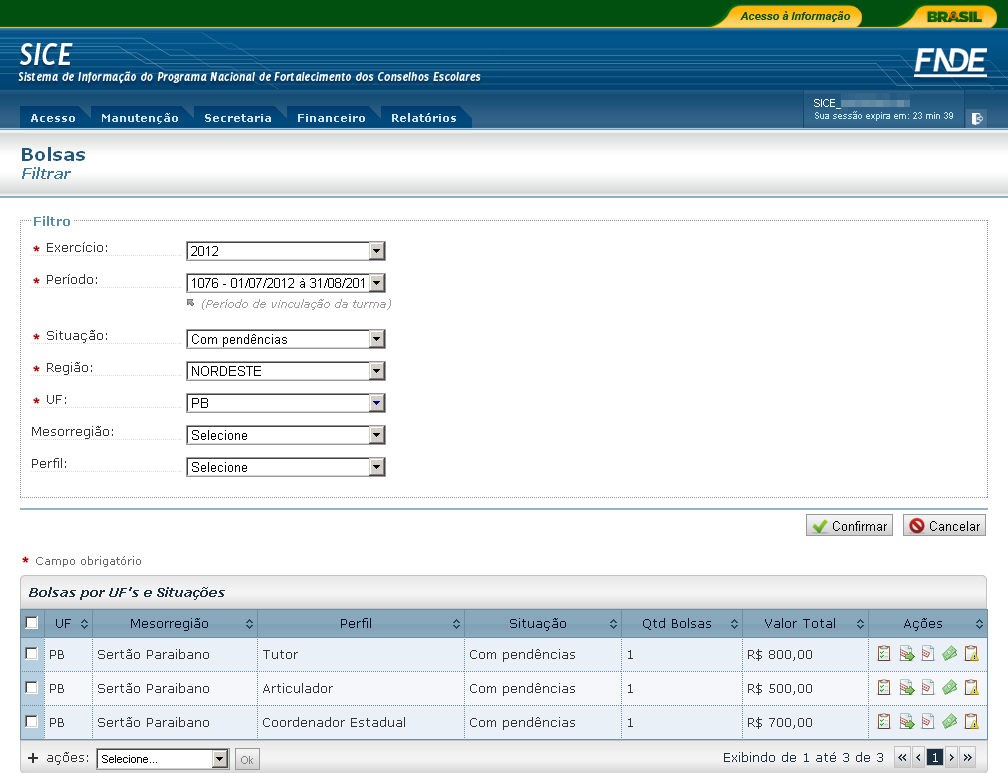 Acesso à Informação
BRASIL
SICE
Sistema de Informação do Programa Nacional de Fortalecimento dos Conselhos Escolares
FNDE
Acesso Manutenção Secretaria Financeiro Relatórios
SICE_
Sua sessão expira em: 23 min 39
Bolsas
Filtrar
Filtro
* Exercício: 2012
* Período: 1076 - 01/07/2012 à 31/08/201
(Período de vinculação da turma)
* Situação: Com pendências
* Região: NORDESTE
* UF: PB
Mesorregião: Selecione
Perfil: Selecione
Confirmar Cancelar
* Campo obrigatório
Bolsas por UF's e Situações
UF Mesorregião Perfil Situação Qtd Bolsas Valor Total Ações
PB Sertão Paraibano Tutor Com pendências 1 R$ 800,00
PB Sertão Paraibano Articulador Com pendências 1 R$ 500,00
PB Sertão Paraibano Coordenador Estadual Com pendências 1 R$ 700,00
+ ações: Selecione... Ok Exibindo de 1 até 3 de 3 « ‹ 1 › »